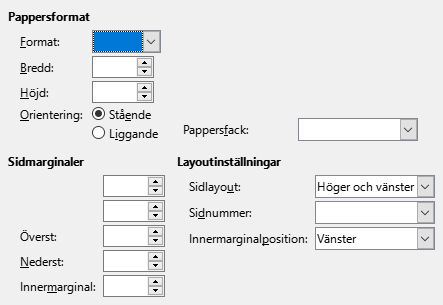 Pappersformat
Format:
Bredd:
Höjd:
Orientering: Stående
Liggande
Pappersfack:
Sidmarginaler
Layoutinställningar
Sidlayout: Höger och vänster
Sidnummer:
Överst:
Innermarginalposition: Vänster
Nederst:
Innermarginal: